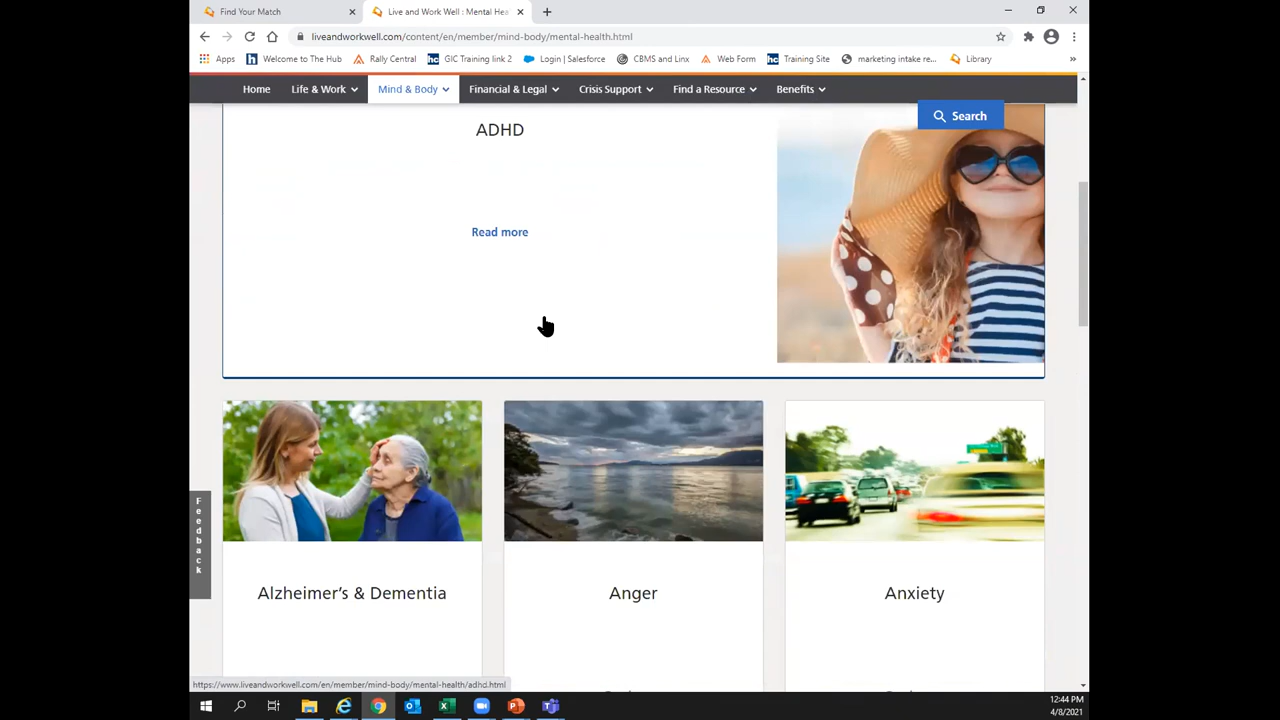 Find Your Match
Live and Work Well : Mental Hea
liveandworkwell.com/content/en/member/mind-body/mental-health.html
Apps Welcome to The Hub Rally Central GIC Training link 2 Login | Salesforce CBMS and Linx Web Form Training Site marketing intake re... Library »
Home Life & Work Mind & Body Financial & Legal Crisis Support Find a Resource Benefits
Search
ADHD
Read more
Feedback
Alzheimer's & Dementia Anger Anxiety
https://www.liveandworkwell.com/en/member/mind-body/mental-health/adhd.html
12:44 PM
4/8/2021